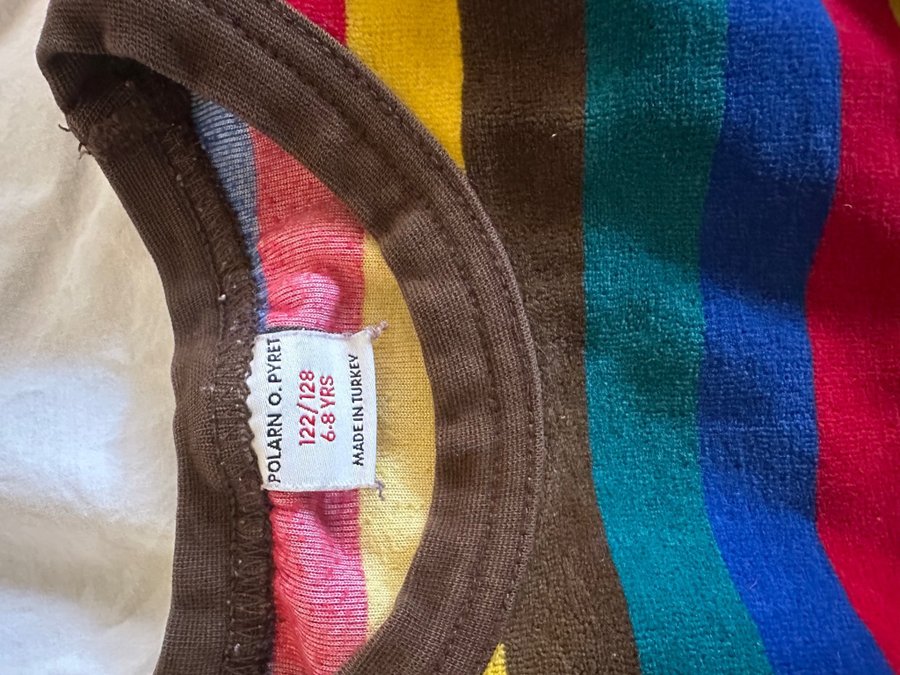 POLARN O. PYRET
122/128
6-8 YRS
MADE IN TURKEY